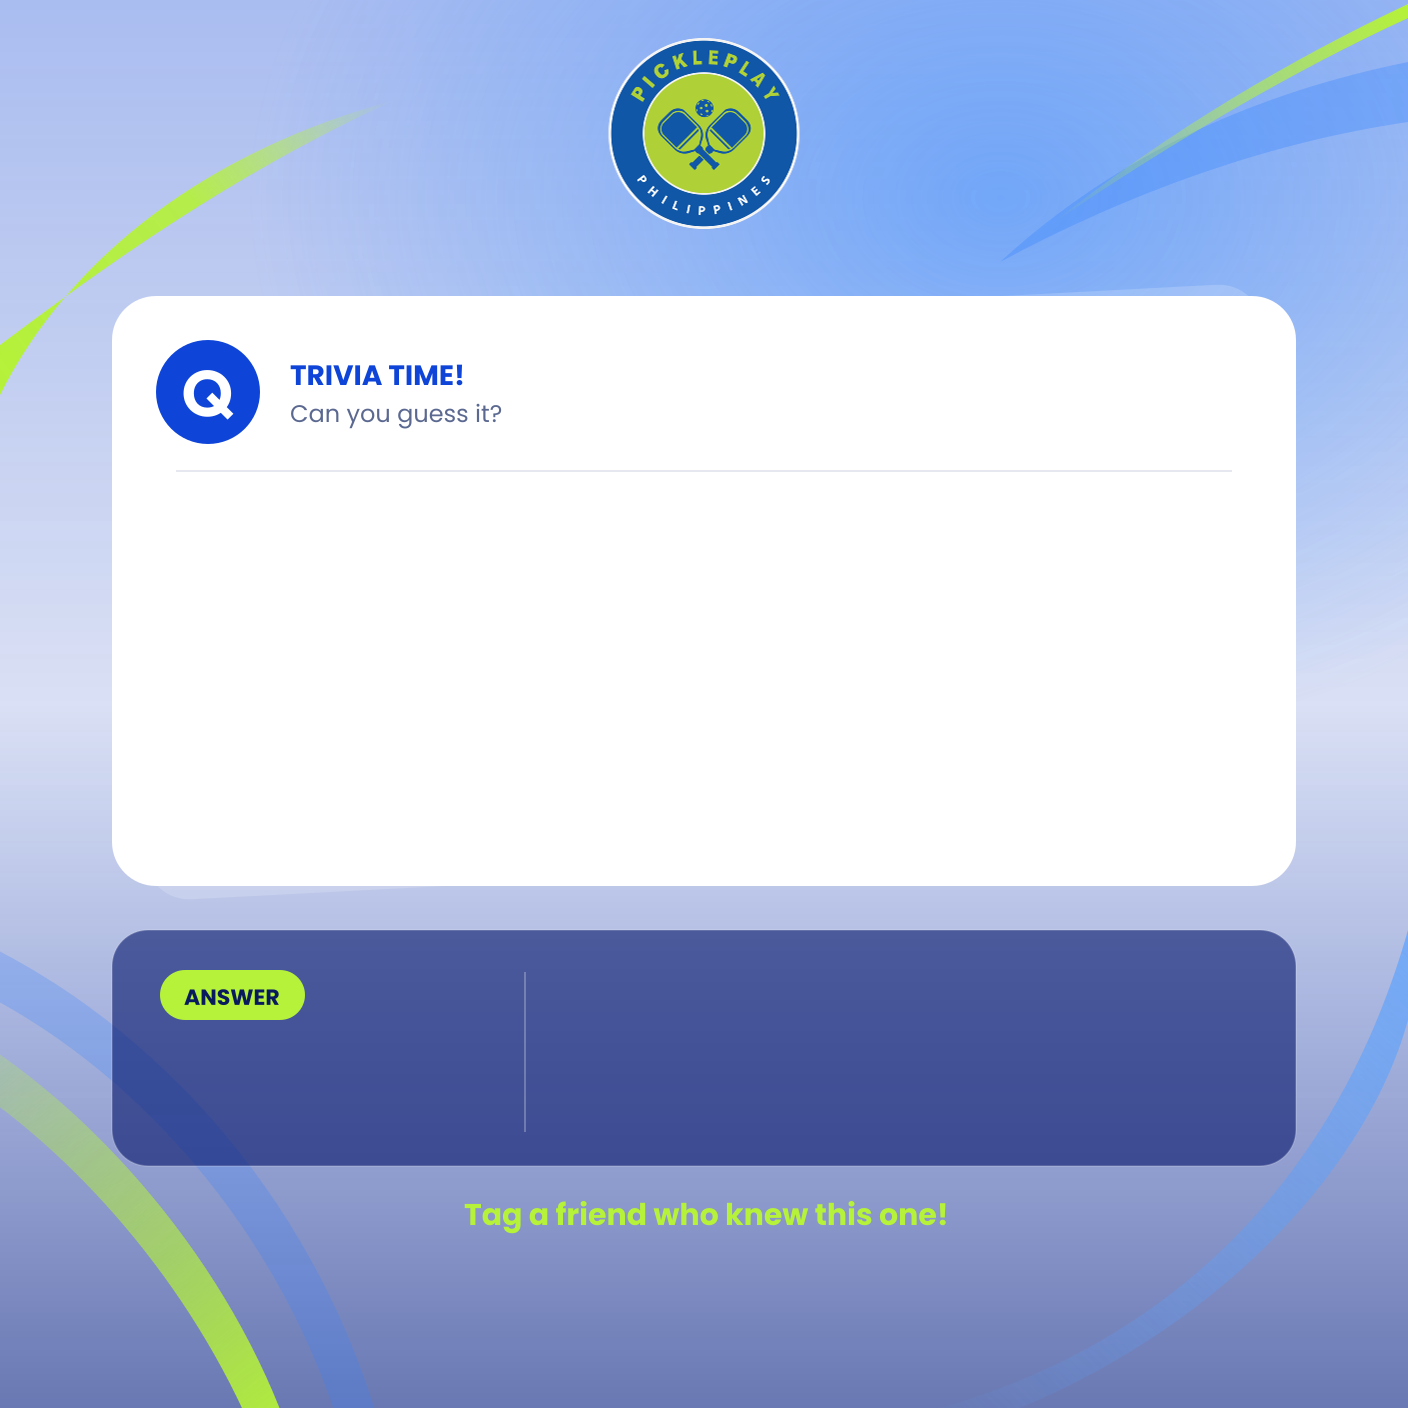 PICKLEPLAY
PHILIPPINES
Q
TRIVIA TIME!
Can you guess it?
ANSWER
Tag a friend who knew this one!